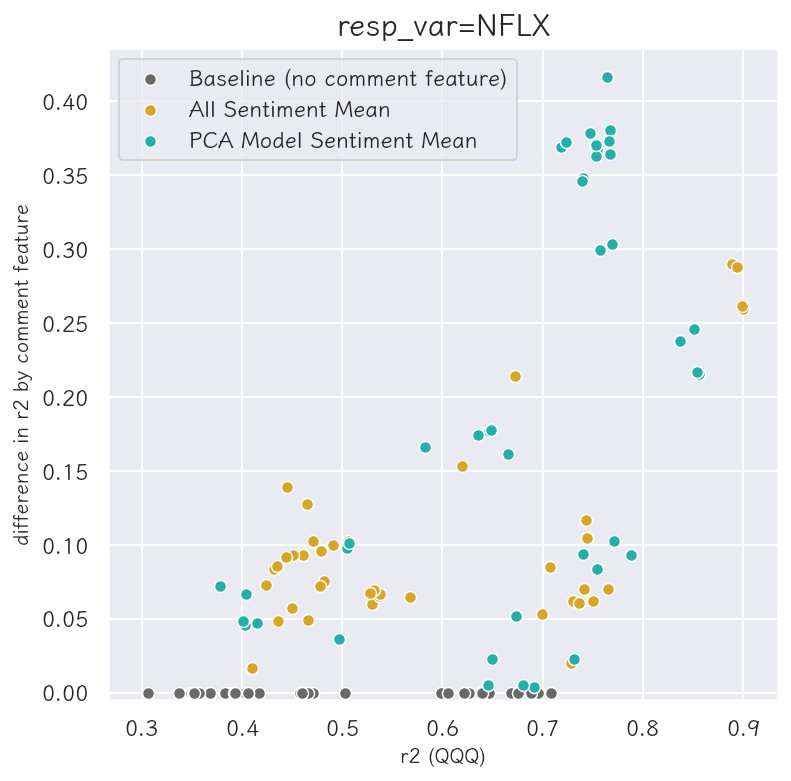 resp_var=NFLX
Baseline (no comment feature)
All Sentiment Mean
PCA Model Sentiment Mean
difference in r2 by comment feature
0.40
0.35
0.30
0.25
0.20
0.15
0.10
0.05
0.00
0.3 0.4 0.5 0.6 0.7 0.8 0.9
r2 (QQQ)